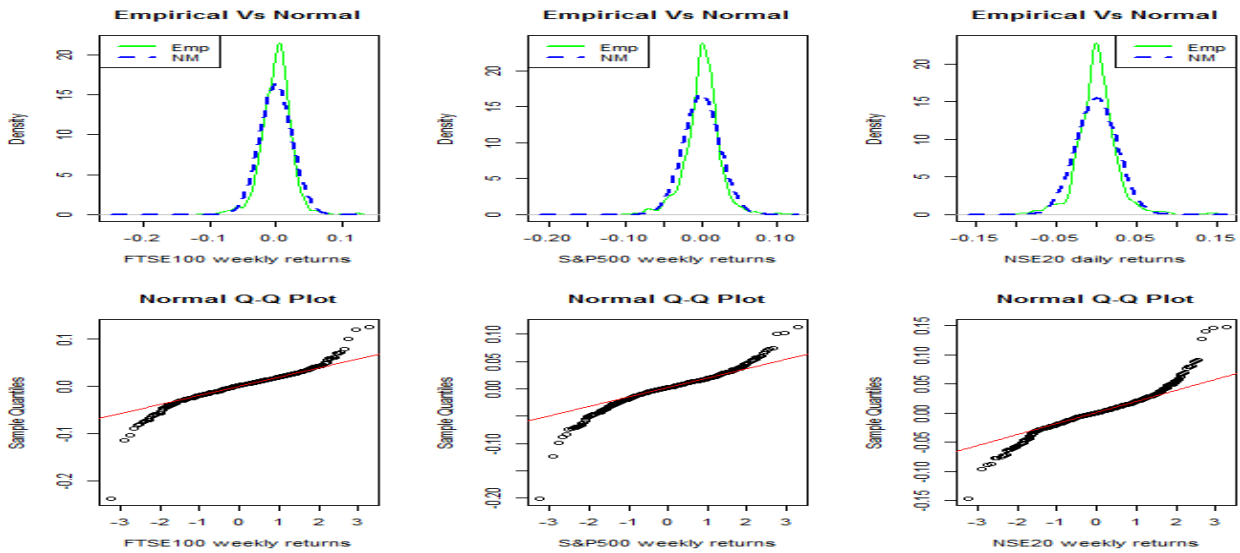 Empirical Vs Normal
Emp
NM
Density
0 5 10 15 20
-0.2 -0.1 0.0 0.1
FTSE100 weekly returns
Empirical Vs Normal
Emp
NM
Density
0 5 10 15 20
-0.20 -0.10 0.00 0.10
S&P500 weekly returns
Empirical Vs Normal
Emp
NM
Density
0 5 10 15 20
-0.15 -0.05 0.05 0.15
NSE20 daily returns
Normal Q-Q Plot
Sample Quantiles
-0.2 -0.1 0.0 0.1
-3 -2 -1 0 1 2 3
FTSE100 weekly returns
Normal Q-Q Plot
Sample Quantiles
-0.20 -0.10 0.00 0.05 0.10
-3 -2 -1 0 1 2 3
S&P500 weekly returns
Normal Q-Q Plot
Sample Quantiles
-0.15 -0.10 -0.05 0.00 0.05 0.10 0.15
-3 -2 -1 0 1 2 3
NSE20 weekly returns